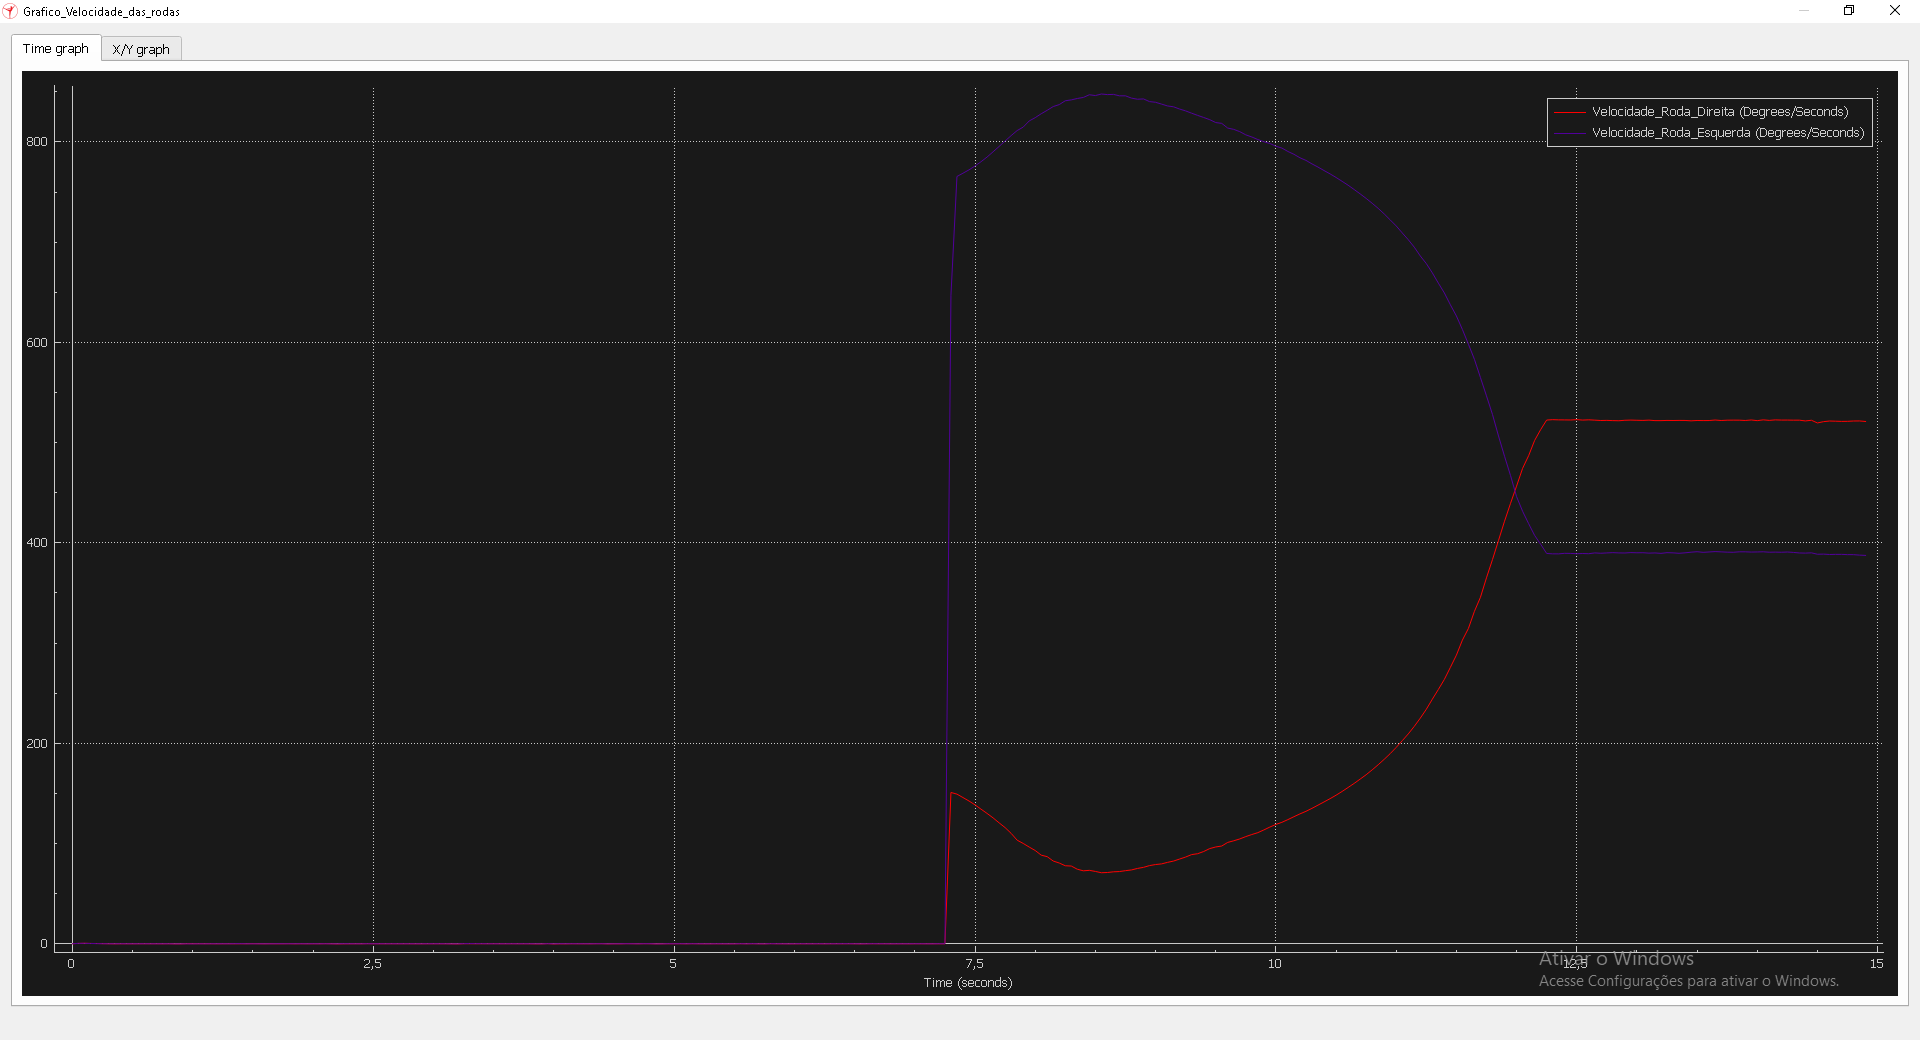 Grafico_Velocidade_das_rodas
Time graph
X/Y graph
Velocidade_Roda_Direita (Degrees/Seconds)
Velocidade_Roda_Esquerda (Degrees/Seconds)
800
600
400
200
0
0
2,5
5
7,5
10
12,5
15
Time (seconds)
Ativar o Windows
Acesse Configurações para ativar o Windows.